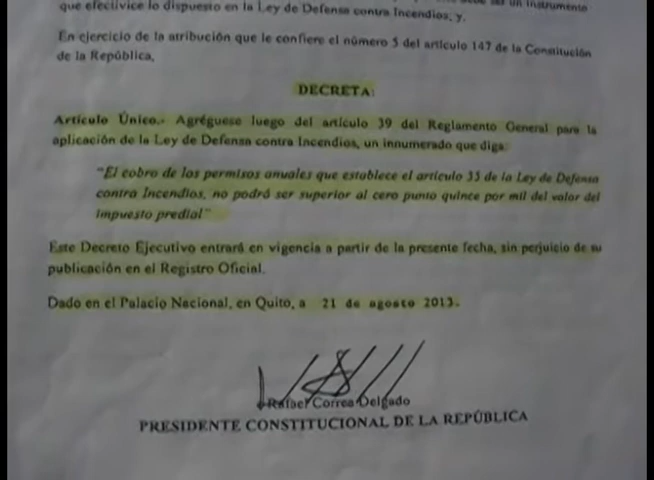 que efectivice lo dispuesto en la Ley de Defensa contra Incendios, y,
En ejercicio de la atribución que le confiere el número 5 del artículo 147 de la Constitución
de la República,
DECRETA:
Artículo Único.- Agréguese luego del artículo 39 del Reglamento General para la
aplicación de la Ley de Defensa contra Incendios, un innumerado que diga:
"El cobro de los permisos anuales que establece el artículo 35 de la Ley de Defensa
contra Incendios, no podrá ser superior al cero punto quince por mil del valor del
impuesto predial"
Este Decreto Ejecutivo entrará en vigencia a partir de la presente fecha, sin perjuicio de su
publicación en el Registro Oficial.
Dado en el Palacio Nacional, en Quito, a 21 de agosto 2013.
Rafael Correa Delgado
PRESIDENTE CONSTITUCIONAL DE LA REPÚBLICA